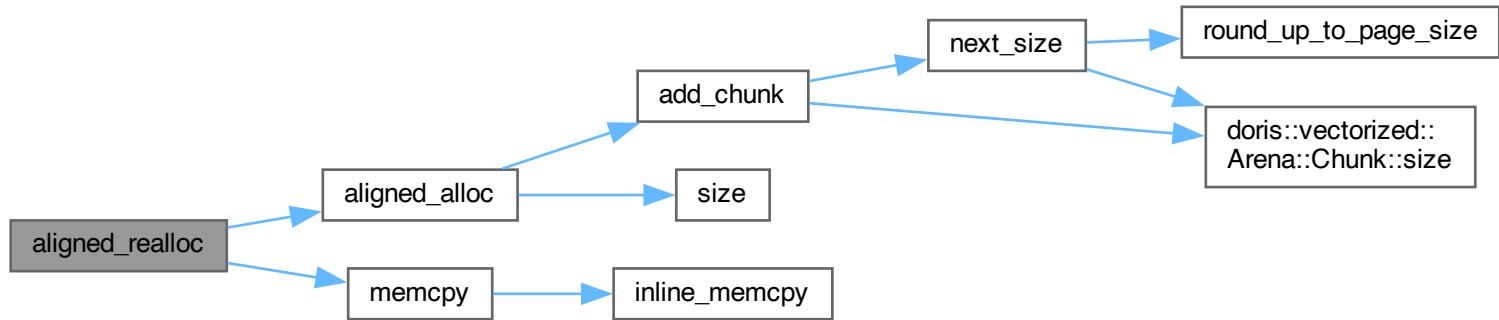 aligned_realloc
aligned_alloc
memcpy
add_chunk
size
inline_memcpy
next_size
round_up_to_page_size
doris::vectorized::
Arena::Chunk::size